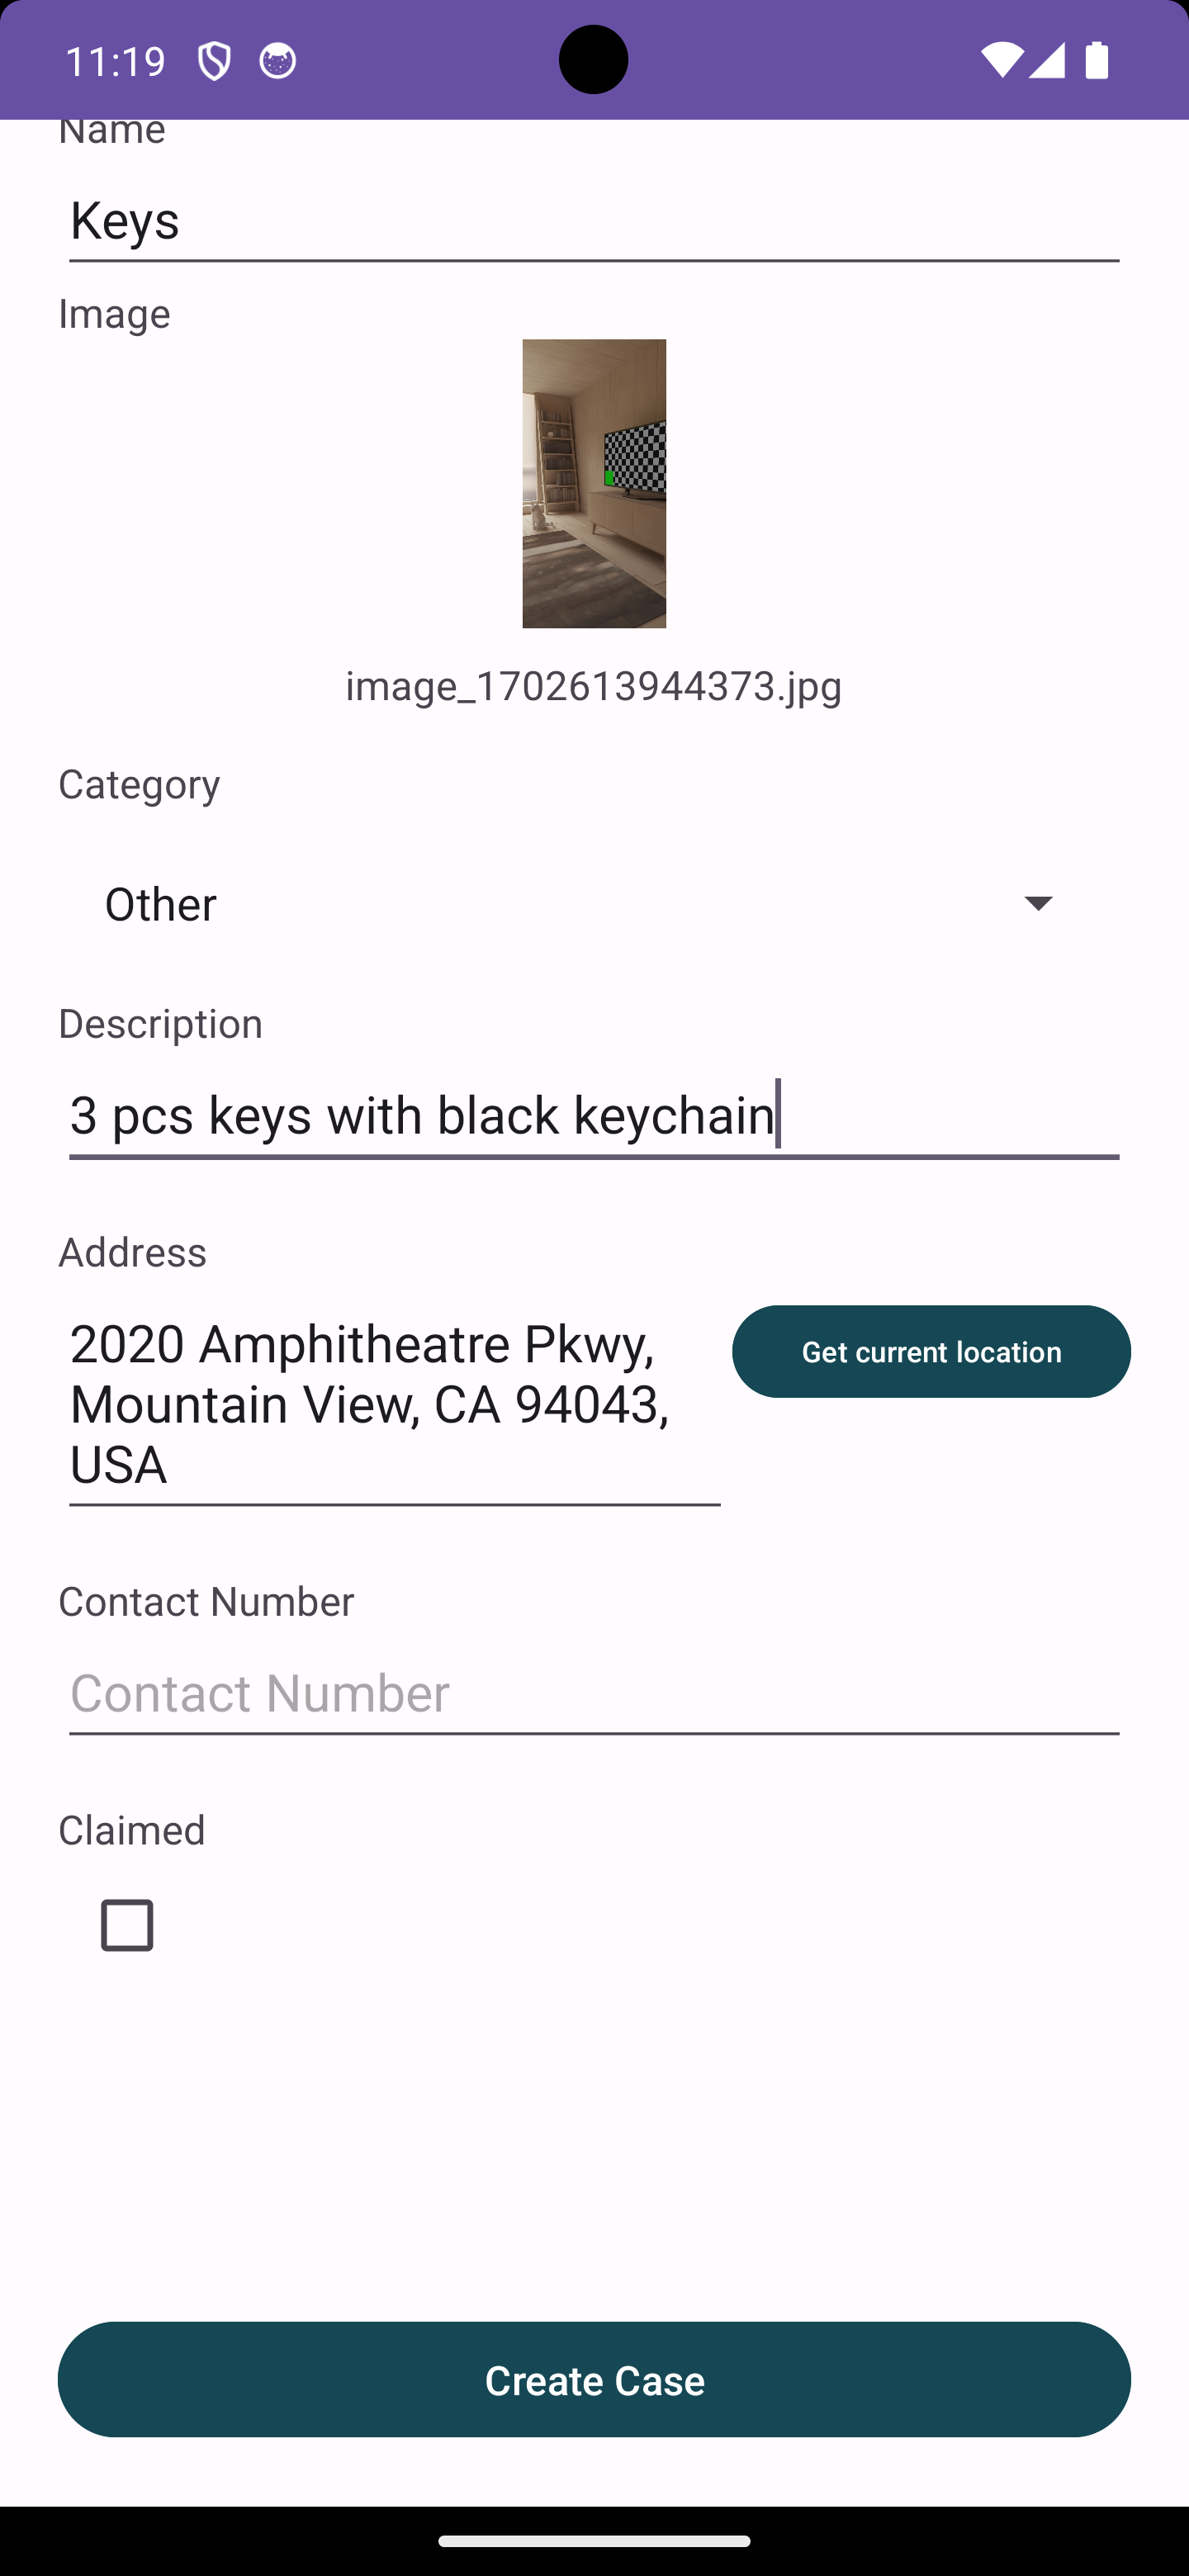 11:19
Name
Keys
Image
image_1702613944373.jpg
Category
Other
Description
3 pcs keys with black keychain
Address
2020 Amphitheatre Pkwy,
Mountain View, CA 94043,
USA
Get current location
Contact Number
Contact Number
Claimed
Create Case